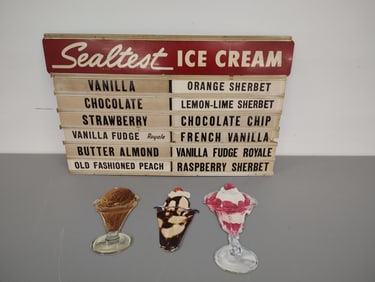 Sealtest ICE CREAM
VANILLA ORANGE SHERBET
CHOCOLATE LEMON-LIME SHERBET
STRAWBERRY CHOCOLATE CHIP
VANILLA FUDGE Royale FRENCH VANILLA
BUTTER ALMOND VANILLA FUDGE ROYALE
OLD FASHIONED PEACH RASPBERRY SHERBET